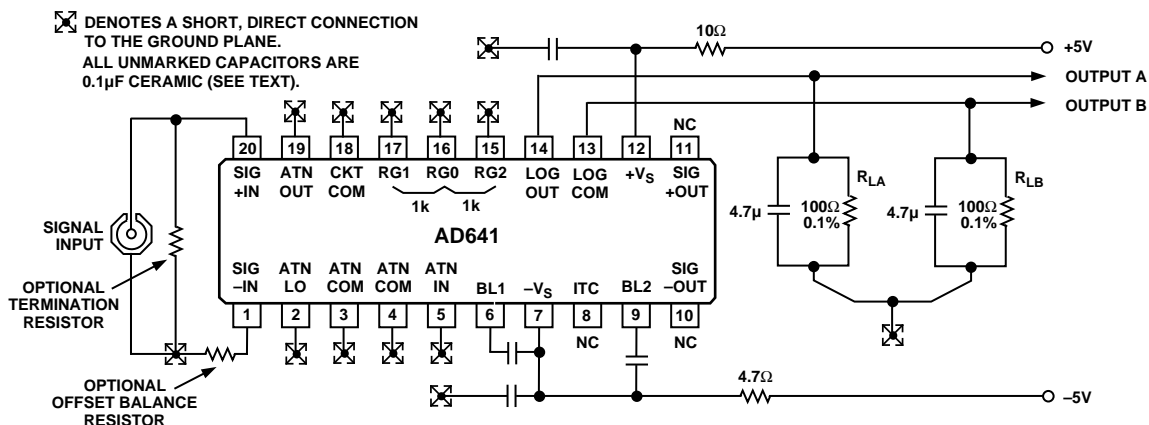 DENOTES A SHORT, DIRECT CONNECTION
TO THE GROUND PLANE.
ALL UNMARKED CAPACITORS ARE
0.1µF CERAMIC (SEE TEXT).
10Ω
+5V
OUTPUT A
OUTPUT B
NC
20 19 18 17 16 15 14 13 12 11
SIG +IN
ATN OUT
CKT COM
RG1 RG0 RG2
LOG OUT
LOG COM
+VS
SIG +OUT
1k 1k
AD641
SIGNAL
INPUT
OPTIONAL
TERMINATION
RESISTOR
SIG –IN
ATN LO
ATN COM
ATN COM
ATN IN
BL1
–VS
ITC
BL2
SIG –OUT
1 2 3 4 5 6 7 8 9 10
NC
NC
OPTIONAL
OFFSET BALANCE
RESISTOR
4.7Ω
–5V
RLA
4.7µ
100Ω
0.1%
RLB
4.7µ
100Ω
0.1%